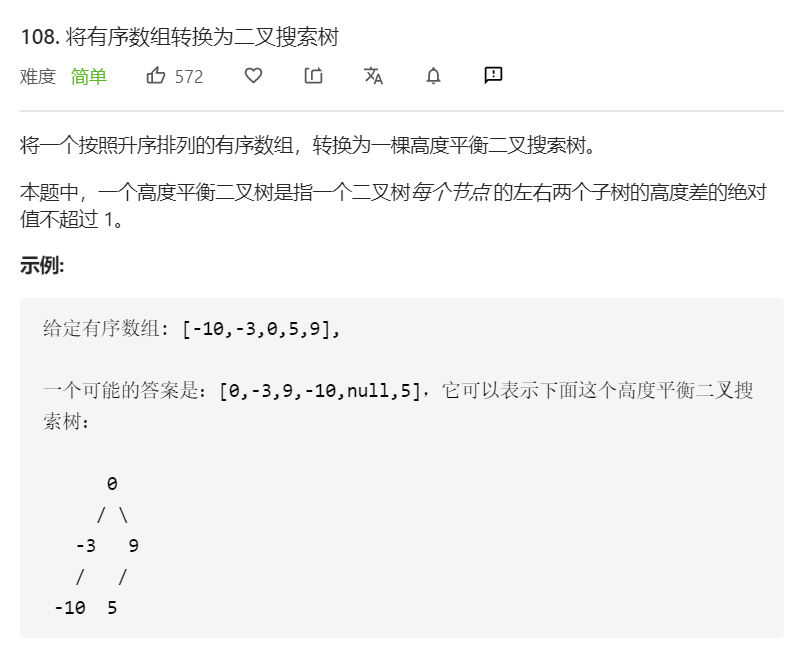 108. 将有序数组转换为二叉搜索树
难度 简单 572
将一个按照升序排列的有序数组，转换为一棵高度平衡二叉搜索树。
本题中，一个高度平衡二叉树是指一个二叉树每个节点 的左右两个子树的高度差的绝对
值不超过 1。
示例:
给定有序数组: [-10,-3,0,5,9],
一个可能的答案是：[0,-3,9,-10,null,5]，它可以表示下面这个高度平衡二叉搜
索树：
0
/ \
-3 9
/ /
-10 5